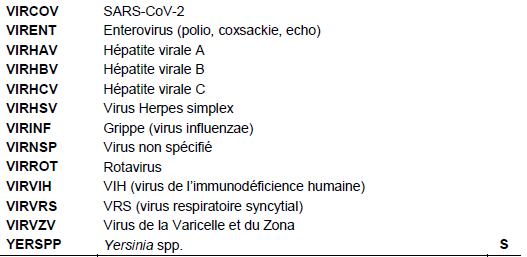 VIRCOV SARS-CoV-2
VIRENT Enterovirus (polio, coxsackie, echo)
VIRHAV Hépatite virale A
VIRHBV Hépatite virale B
VIRHCV Hépatite virale C
VIRHSV Virus Herpes simplex
VIRINF Grippe (virus influenzae)
VIRNSP Virus non spécifié
VIRROT Rotavirus
VIRVIH VIH (virus de l'immunodéficience humaine)
VIRVRS VRS (virus respiratoire syncytial)
VIRVZV Virus de la Varicelle et du Zona
YERSPP Yersinia spp. S